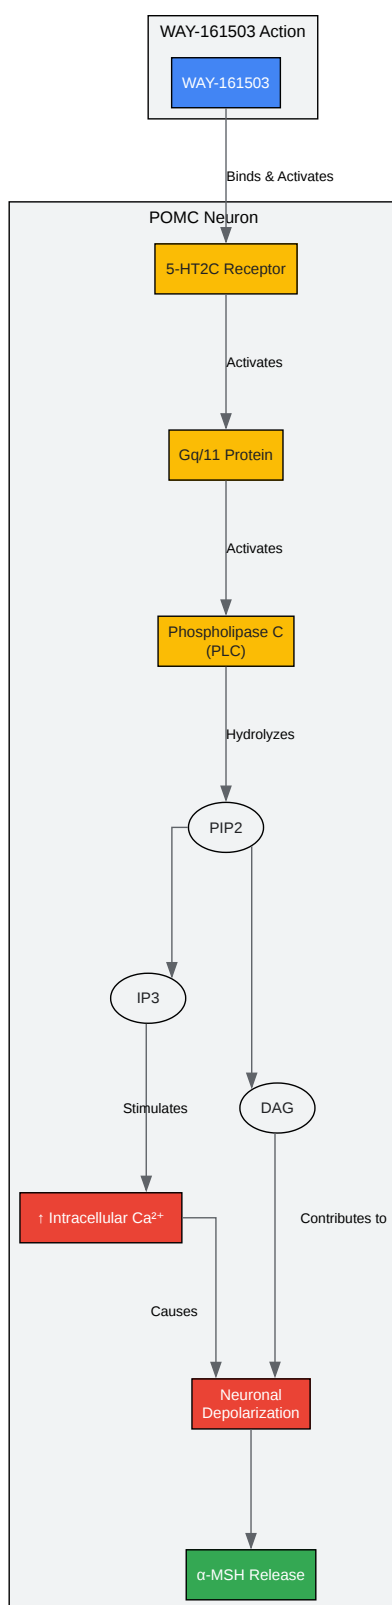 WAY-161503 Action
WAY-161503
Binds & Activates
POMC Neuron
5-HT2C Receptor
Activates
Gq/11 Protein
Activates
Phospholipase C
(PLC)
Hydrolyzes
PIP2
IP3
Stimulates
DAG
↑ Intracellular Ca²⁺
Contributes to
Causes
Neuronal
Depolarization
α-MSH Release